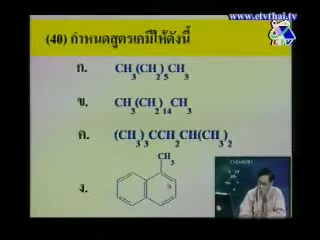 www.etvthai.tv
(40) กำหนดสูตรเคมีให้ดังนี้
ก. CH3(CH2)5CH3
ข. CH3(CH2)14CH3
ค. (CH3)3CCH2CH(CH3)2
CH3
ง.
CHEMISTRY